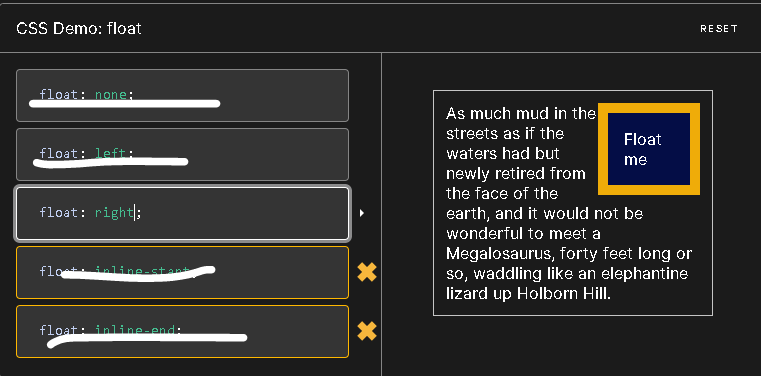 CSS Demo: float
RESET
float: none;
float: left;
float: right;
float: inline-start;
float: inline-end;
As much mud in the
streets as if the
waters had but
newly retired from
the face of the
earth, and it would not be
wonderful to meet a
Megalosaurus, forty feet long or
so, waddling like an elephantine
lizard up Holborn Hill.
Float
me